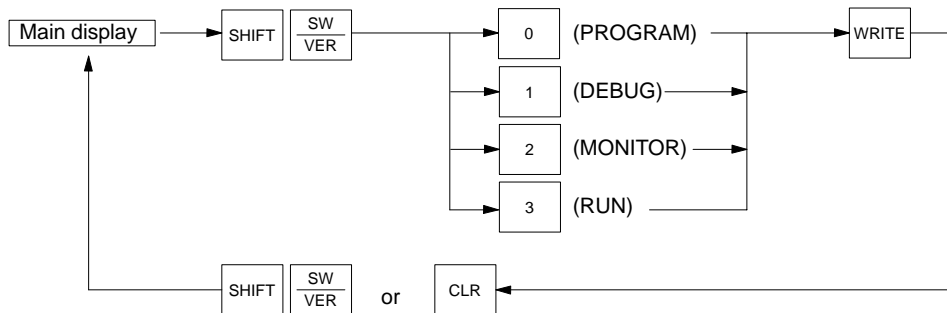 Main display
SHIFT
SW
VER
0 (PROGRAM)
WRITE
1 (DEBUG)
2 (MONITOR)
3 (RUN)
SHIFT
SW
VER
or
CLR